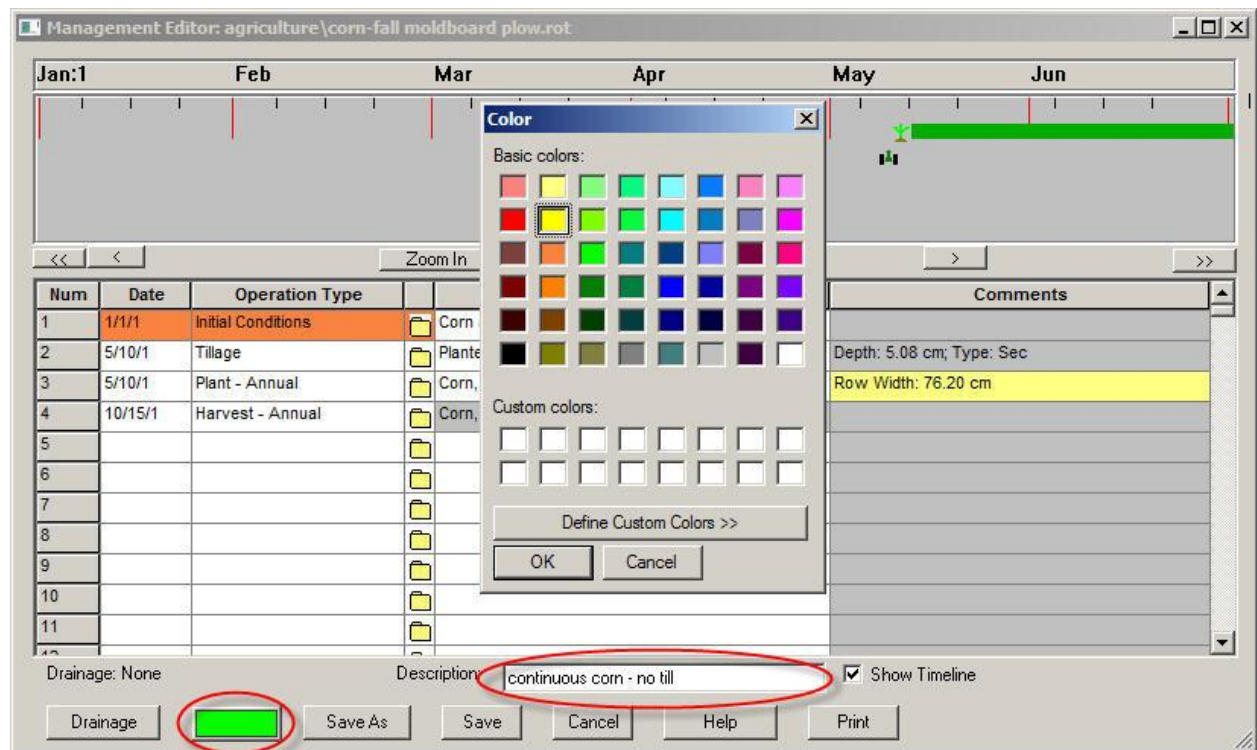 Management Editor: agriculture\corn-fall moldboard plow.rot
Jan:1 Feb Mar Apr May Jun
Color
Basic colors:
<< < Zoom In > >>
Num Date Operation Type Comments
1 1/1/1 Initial Conditions Corn
2 5/10/1 Tillage Plante Depth: 5.08 cm; Type: Sec
3 5/10/1 Plant - Annual Corn, Row Width: 76.20 cm
4 10/15/1 Harvest - Annual Corn,
Custom colors:
5
6
7
Define Custom Colors >>
8
9
OK Cancel
10
11
Drainage: None Description: continuous corn - no till Show Timeline
Drainage Save As Save Cancel Help Print